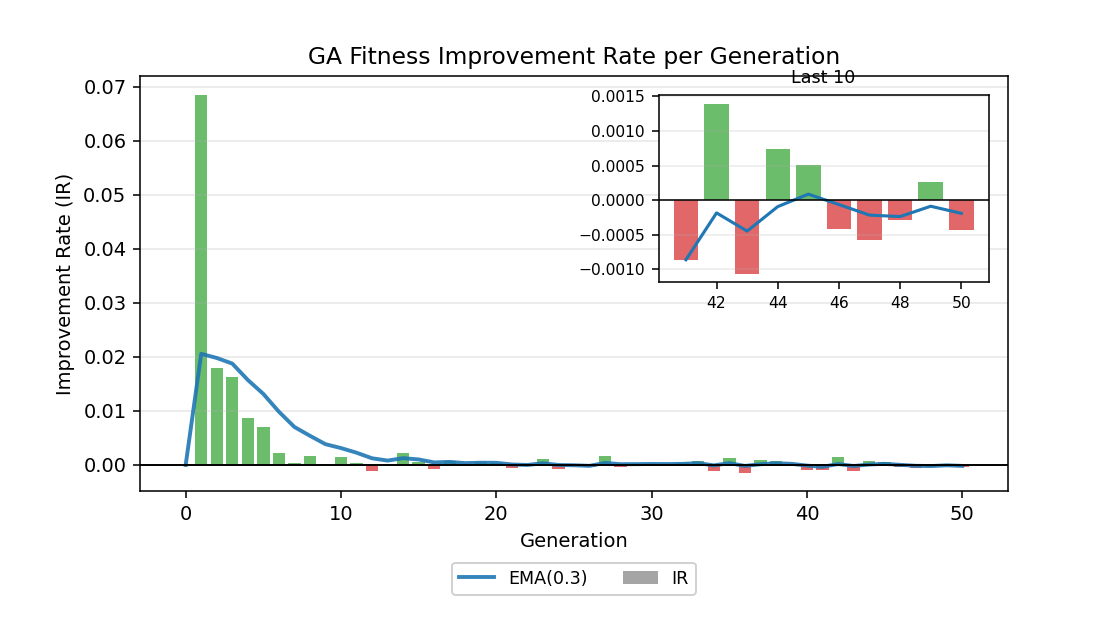 GA Fitness Improvement Rate per Generation
Last 10
0.0015
0.0010
0.0005
0.0000
−0.0005
−0.0010
42 44 46 48 50
Improvement Rate (IR)
0.07
0.06
0.05
0.04
0.03
0.02
0.01
0.00
0 10 20 30 40 50
Generation
EMA(0.3) IR